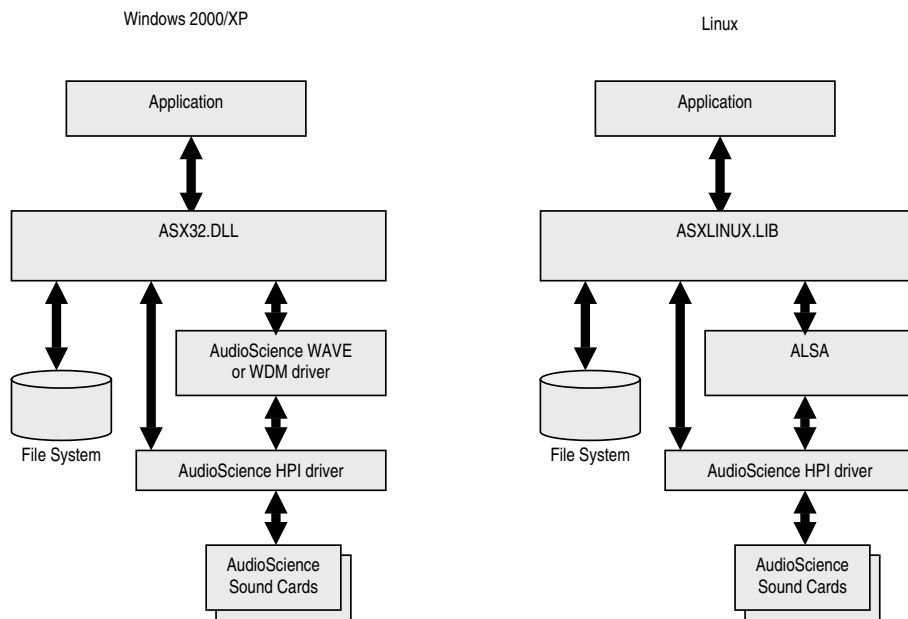 Windows 2000/XP
Application
ASX32.DLL
AudioScience WAVE
or WDM driver
File System
AudioScience HPI driver
AudioScience
Sound Cards
Linux
Application
ASXLINUX.LIB
ALSA
File System
AudioScience HPI driver
AudioScience
Sound Cards